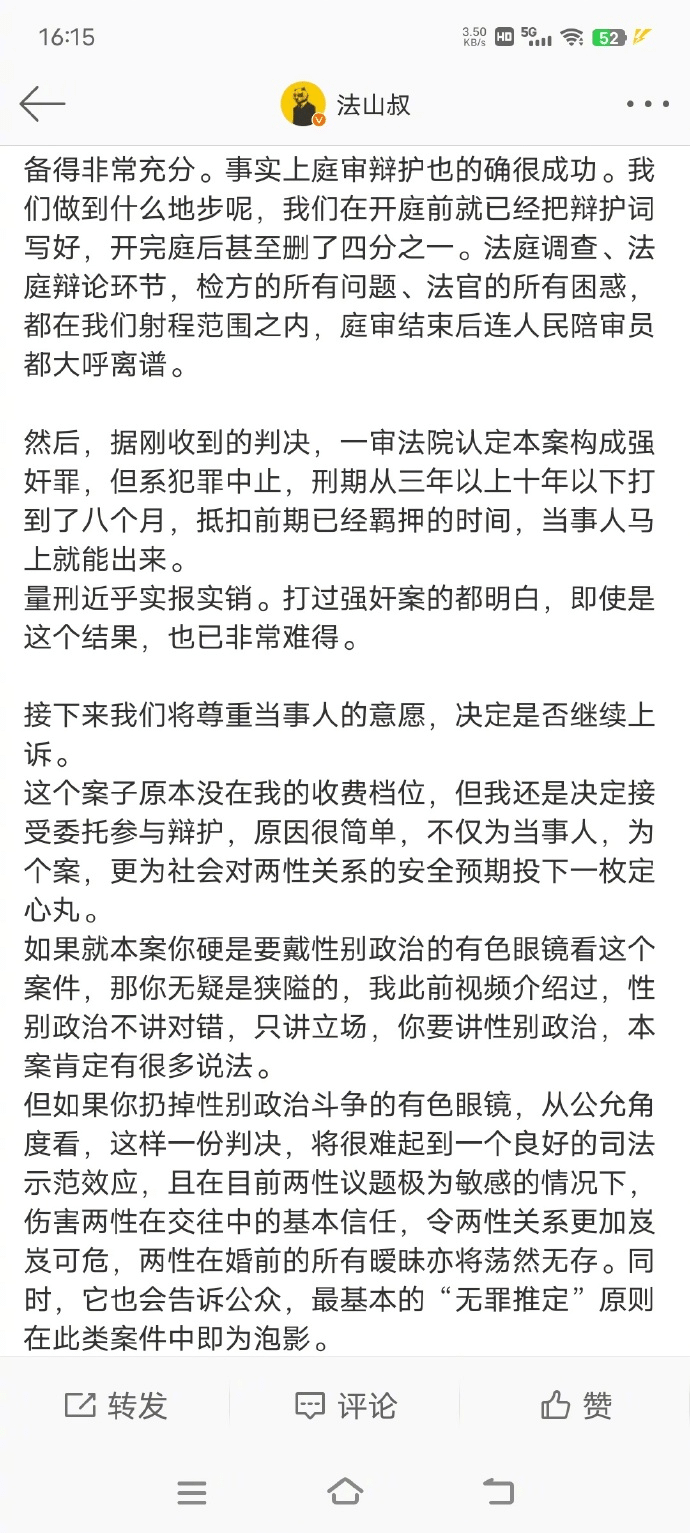 16:15
3.50
KB/s
HD
5G
52
法山叔
备得非常充分。事实上庭审辩护也的确很成功。我
们做到什么地步呢，我们在开庭前就已经把辩护词
写好，开完庭后甚至删了四分之一。法庭调查、法
庭辩论环节，检方的所有问题、法官的所有困惑，
都在我们射程范围之内，庭审结束后连人民陪审员
都大呼离谱。
然后，据刚收到的判决，一审法院认定本案构成强
奸罪，但系犯罪中止，刑期从三年以上十年以下打
到了八个月，抵扣前期已经羁押的时间，当事人马
上就能出来。
量刑近乎实报实销。打过强奸案的都明白，即使是
这个结果，也已非常难得。
接下来我们将尊重当事人的意愿，决定是否继续上
诉。
这个案子原本没在我的收费档位，但我还是决定接
受委托参与辩护，原因很简单，不仅为当事人，为
个案，更为社会对两性关系的安全预期投下一枚定
心丸。
如果就本案你硬是要戴性别政治的有色眼镜看这个
案件，那你无疑是狭隘的，我此前视频介绍过，性
别政治不讲对错，只讲立场，你要讲性别政治，本
案肯定有很多说法。
但如果你扔掉性别政治斗争的有色眼镜，从公允角
度看，这样一份判决，将很难起到一个良好的司法
示范效应，且在目前两性议题极为敏感的情况下，
伤害两性在交往中的基本信任，令两性关系更加岌
岌可危，两性在婚前的所有暧昧亦将荡然无存。同
时，它也会告诉公众，最基本的“无罪推定”原则
在此类案件中即为泡影。
转发
评论
赞